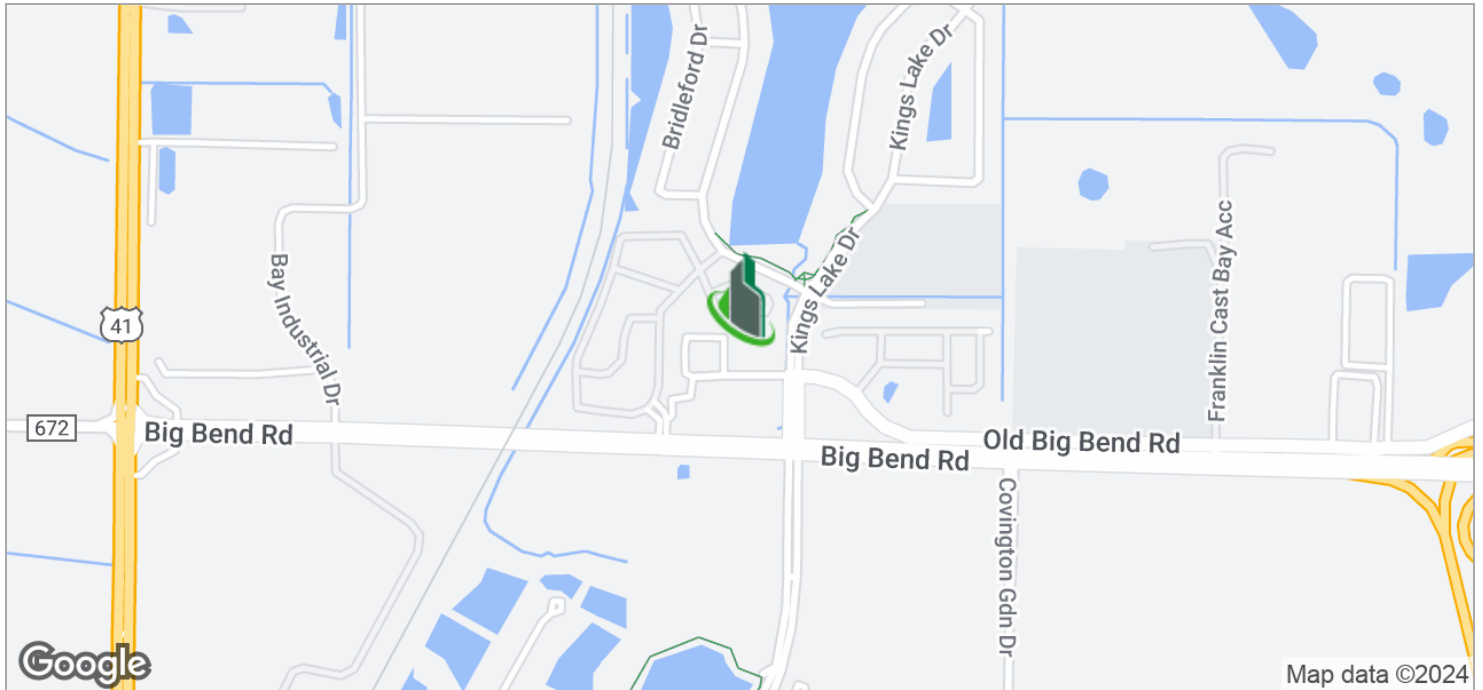 Bridleford Dr
Kings Lake Dr
Kings Lake Dr
Bay Industrial Dr
Franklin Cast Bay Acc
41
672
Big Bend Rd
Big Bend Rd
Old Big Bend Rd
Covington Gdn Dr
Google
Map data ©2024